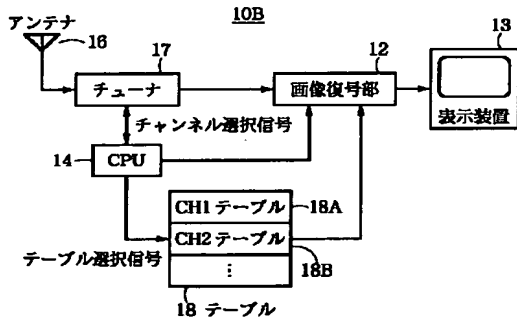 10B
アンテナ
16
17
チューナ
12
画像復号部
13
表示装置
チャンネル選択信号
14
CPU
CH1 テーブル
18A
CH2 テーブル
18B
⋮
テーブル選択信号
18 テーブル